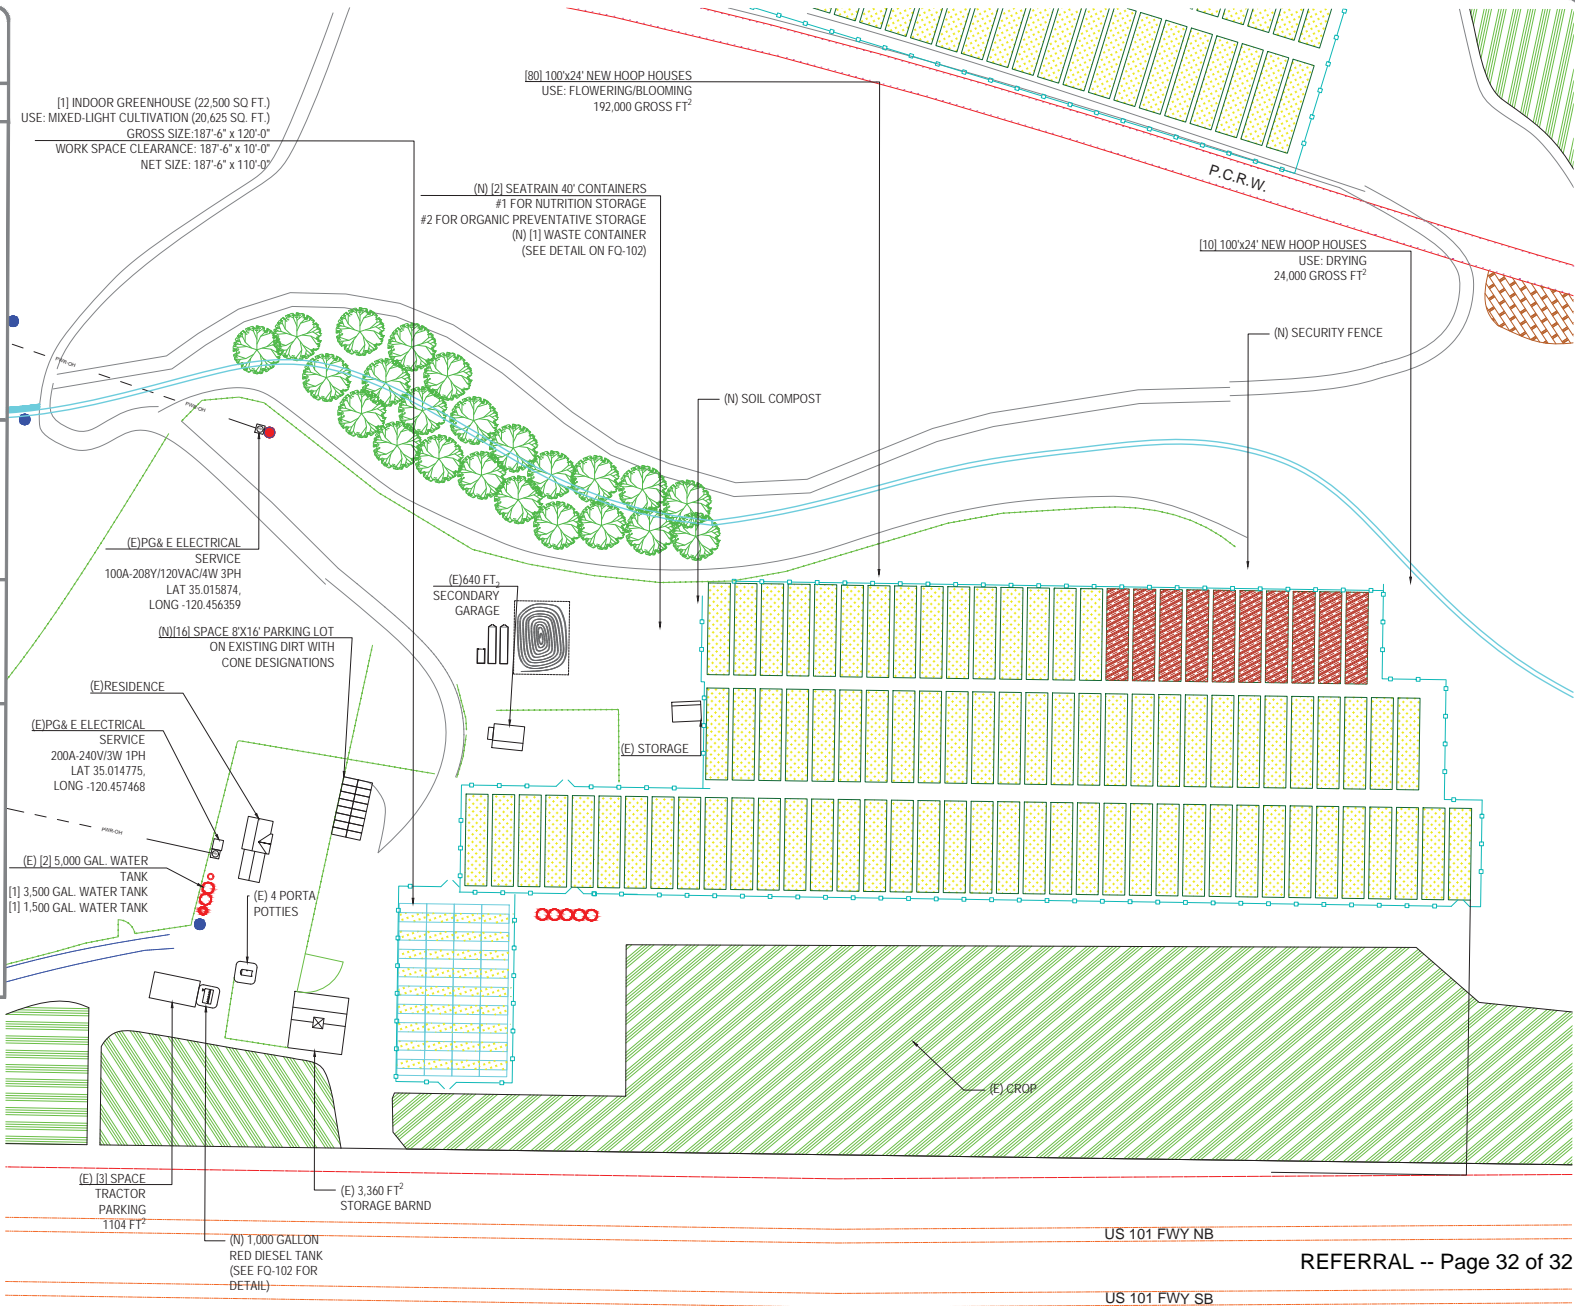 [1] INDOOR GREENHOUSE (22,500 SQ FT.)
USE: MIXED-LIGHT CULTIVATION (20,625 SQ. FT.)
GROSS SIZE:187'-6" x 120'-0"
WORK SPACE CLEARANCE: 187'-6" x 10'-0"
NET SIZE: 187'-6" x 110'-0"
[80] 100'x24' NEW HOOP HOUSES
USE: FLOWERING/BLOOMING
192,000 GROSS FT²
(N) [2] SEATRAIN 40' CONTAINERS
#1 FOR NUTRITION STORAGE
#2 FOR ORGANIC PREVENTATIVE STORAGE
(N) [1] WASTE CONTAINER
(SEE DETAIL ON FQ-102)
P.C.R.W.
[10] 100'x24' NEW HOOP HOUSES
USE: DRYING
24,000 GROSS FT²
(N) SECURITY FENCE
(N) SOIL COMPOST
PWR-OH
PWR-OH
(E)PG& E ELECTRICAL
SERVICE
100A-208Y/120VAC/4W 3PH
LAT 35.015874,
LONG -120.456359
(E)640 FT2
SECONDARY
GARAGE
(N)[16] SPACE 8'X16' PARKING LOT
ON EXISTING DIRT WITH
CONE DESIGNATIONS
(E)RESIDENCE
(E)PG& E ELECTRICAL
SERVICE
200A-240V/3W 1PH
LAT 35.014775,
LONG -120.457468
(E) STORAGE
PWR-OH
(E) [2] 5,000 GAL. WATER
TANK
[1] 3,500 GAL. WATER TANK
[1] 1,500 GAL. WATER TANK
(E) 4 PORTA
POTTIES
(E) CROP
(E) [3] SPACE
TRACTOR
PARKING
1104 FT²
(E) 3,360 FT²
STORAGE BARND
(N) 1,000 GALLON
RED DIESEL TANK
(SEE FQ-102 FOR
DETAIL)
US 101 FWY NB
REFERRAL -- Page 32 of 32
US 101 FWY SB